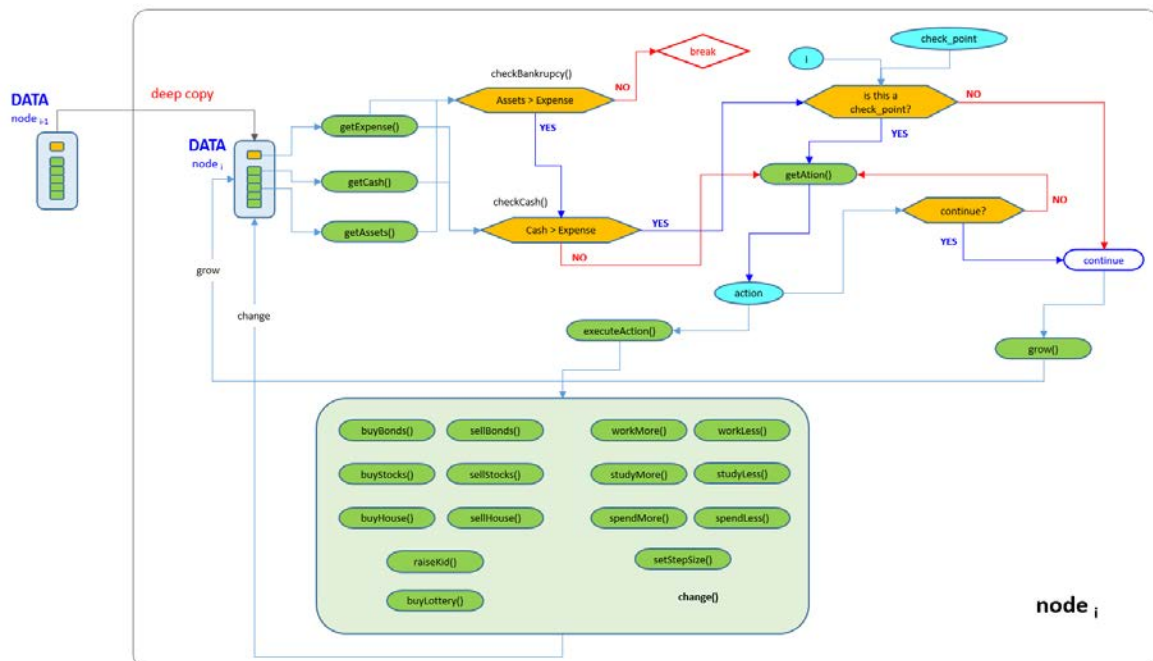 check_point
i
break
checkBankrupcy()
DATA
node i-1
deep copy
Assets > Expense
NO
is this a
check_point?
NO
getExpense()
DATA
node i
YES
YES
getCash()
getAtion()
checkCash()
getAssets()
Cash > Expense
YES
continue?
NO
NO
YES
continue
grow
action
change
executeAction()
grow()
buyBonds()
sellBonds()
workMore()
workLess()
buyStocks()
sellStocks()
studyMore()
studyLess()
buyHouse()
sellHouse()
spendMore()
spendLess()
raiseKid()
setStepSize()
buyLottery()
change()
node i